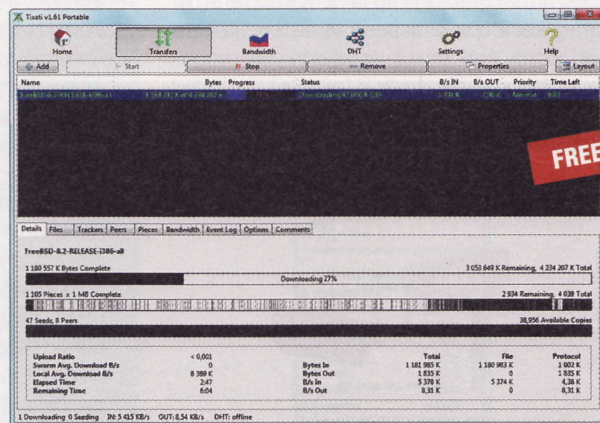 Tixati v1.61 Portable
Home Transfers Bandwidth DHT Settings Help
Add Start Stop Remove Properties Layout
Name Bytes Progress Status B/s IN B/s OUT Priority Time Left
FREE
Details Files Trackers Peers Pieces Bandwidth Event Log Options Comments
FreeBSD-8.2-RELEASE-i386-all
1 180 557 K Bytes Complete 3 053 649 K Remaining, 4 234 207 K Total
Downloading 27%
1 105 Pieces x 1 MB Complete 2 934 Remaining, 4 039 Total
47 Seeds, 8 Peers 38,956 Available Copies
Upload Ratio < 0,001 Total File Protocol
Swarm Avg. Download B/s 0 Bytes In 1 181 985 K 1 180 983 K 1 002 K
Local Avg. Download B/s 8 389 K Bytes Out 1 835 K 0 1 835 K
Elapsed Time 2:47 B/s In 5 378 K 5 374 K 4,38 K
Remaining Time 6:04 B/s Out 8,31 K 0 8,31 K
1 Downloading 0 Seeding IN: 5 415 KB/s OUT: 8,54 KB/s DHT: offline